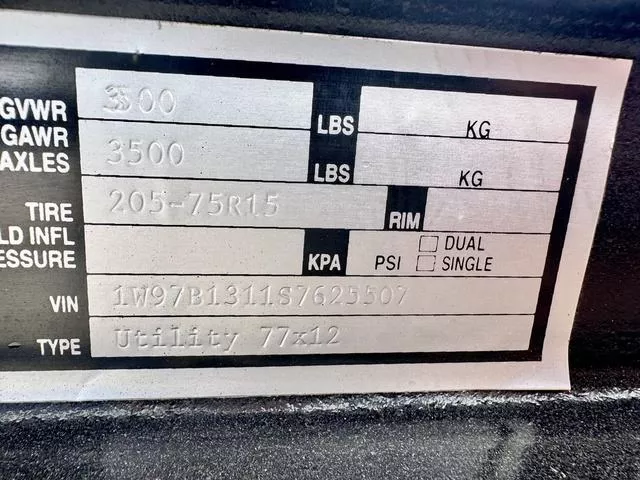 GVWR 3500 LBS KG
GAWR
AXLES 3500 LBS KG
TIRE 205-75R15 RIM
LD INFL DUAL
ESSURE KPA PSI SINGLE
VIN 1W97B1311S7625507
TYPE Utility 77x12